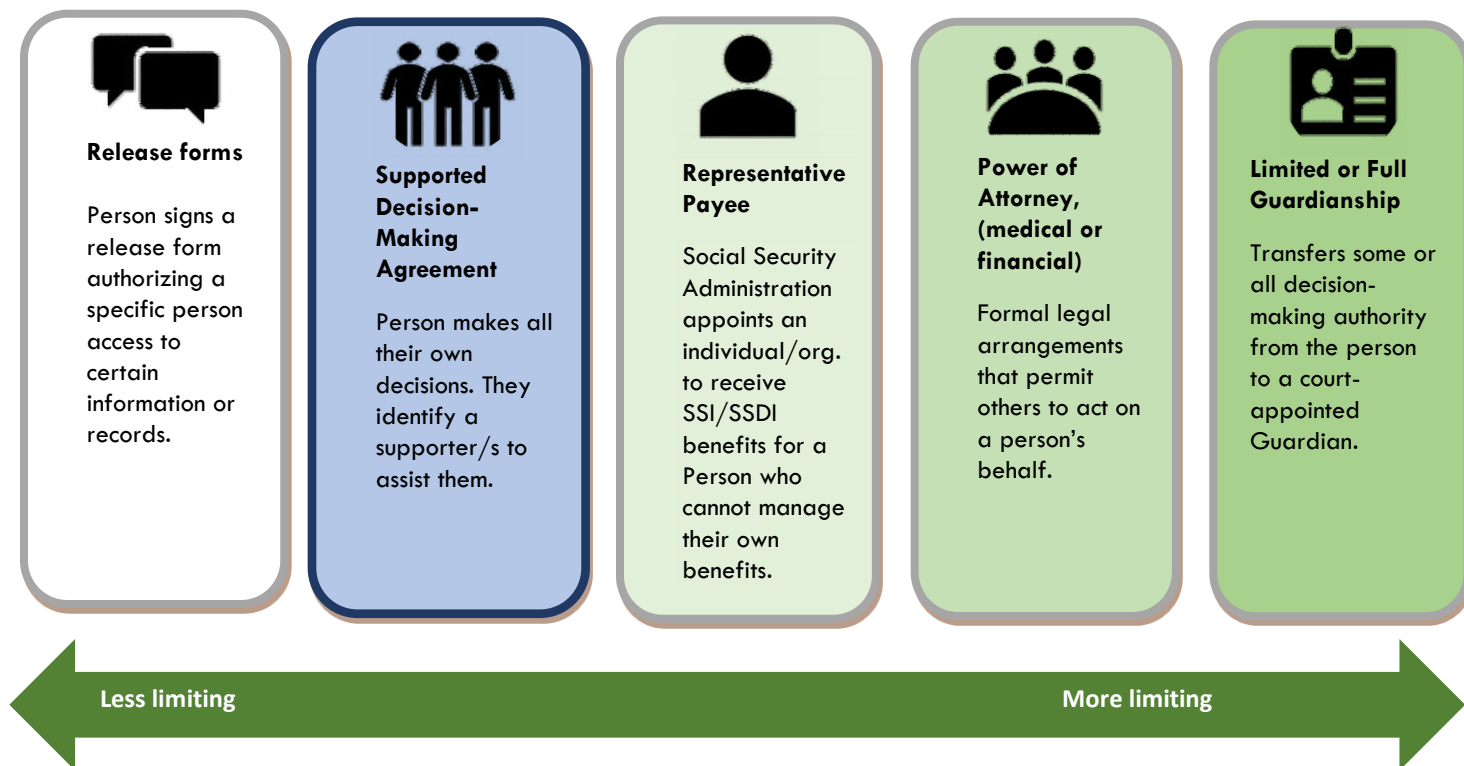 Release forms
Person signs a
release form
authorizing a
specific person
access to
certain
information or
records.
Supported
Decision-
Making
Agreement
Person makes all
their own
decisions. They
identify a
supporter/s to
assist them.
Representative
Payee
Social Security
Administration
appoints an
individual/org.
to receive
SSI/SSDI
benefits for a
Person who
cannot manage
their own
benefits.
Power of
Attorney,
(medical or
financial)
Formal legal
arrangements
that permit
others to act on
a person's
behalf.
Limited or Full
Guardianship
Transfers some or
all decision-
making authority
from the person
to a court-
appointed
Guardian.
Less limiting
More limiting